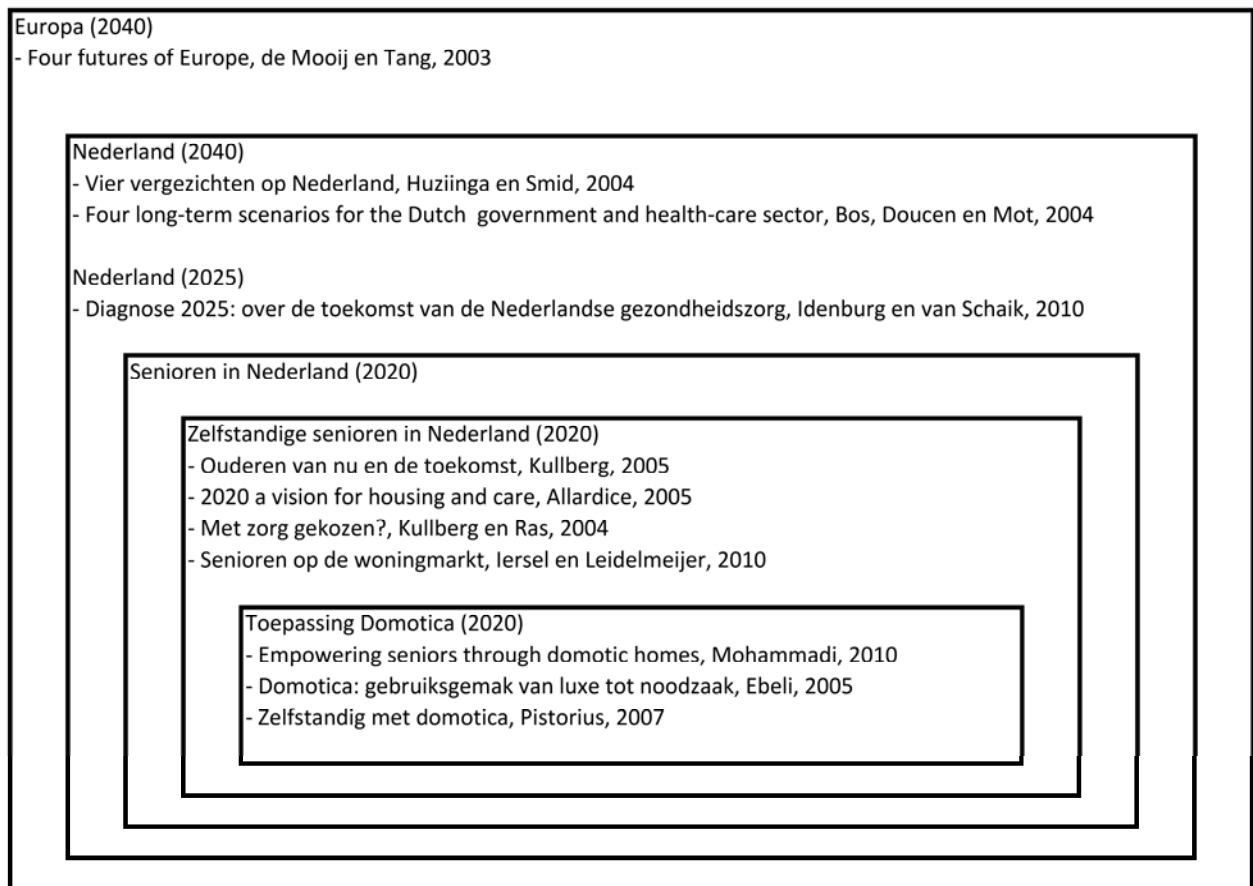 Europa (2040)
- Four futures of Europe, de Mooij en Tang, 2003
Nederland (2040)
- Vier vergezichten op Nederland, Huziinga en Smid, 2004
- Four long-term scenarios for the Dutch  government and health-care sector, Bos, Doucen en Mot, 2004
Nederland (2025)
- Diagnose 2025: over de toekomst van de Nederlandse gezondheidszorg, Idenburg en van Schaik, 2010
Senioren in Nederland (2020)
Zelfstandige senioren in Nederland (2020)
- Ouderen van nu en de toekomst, Kullberg, 2005
- 2020 a vision for housing and care, Allardice, 2005
- Met zorg gekozen?, Kullberg en Ras, 2004
- Senioren op de woningmarkt, Iersel en Leidelmeijer, 2010
Toepassing Domotica (2020)
- Empowering seniors through domotic homes, Mohammadi, 2010
- Domotica: gebruiksgemak van luxe tot noodzaak, Ebeli, 2005
- Zelfstandig met domotica, Pistorius, 2007